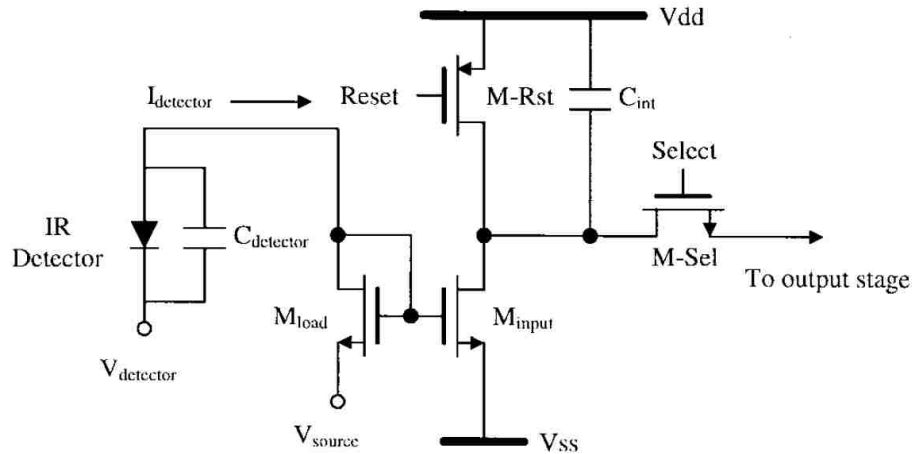 Vdd
Reset
M-Rst
Cint
Idetector
Select
IR
Detector
Cdetector
M-Sel
To output stage
Mload
Minput
Vdetector
Vsource
Vss